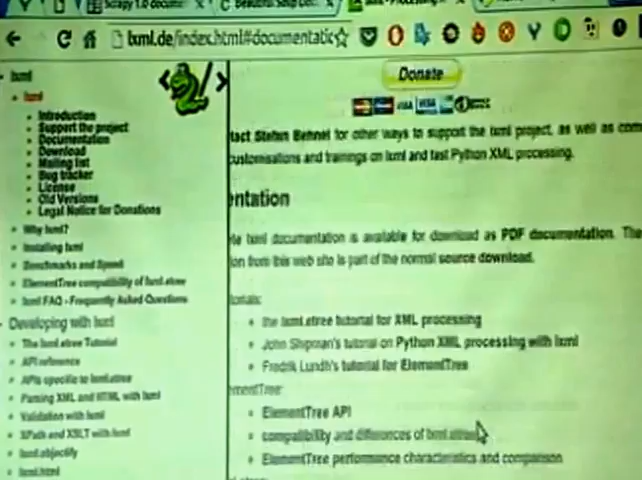 Scrapy 1.0 docume
Beautiful Soup Doc
lxml.de/index.html#documentatic
lxml
lxml
Introduction
Support the project
Documentation
Download
Mailing list
Bug tracker
License
Old Versions
Legal Notice for Donations
Why lxml?
Installing lxml
Benchmarks and Speed
ElementTree compatibility of lxml.etree
lxml FAQ - Frequently Asked Questions
Developing with lxml
The lxml.etree Tutorial
API reference
APIs specific to lxml.etree
Parsing XML and HTML with lxml
Validation with lxml
XPath and XSLT with lxml
lxml.objectify
lxml.html
Donate
VISA
tact Stefan Behnel for other ways to support the lxml project, as well as com
customisations and trainings on lxml and fast Python XML processing.
entation
te lxml documentation is available for download as PDF documentation. The
on from this web site is part of the normal source download.
torials:
the lxml.etree tutorial for XML processing
John Shipman's tutorial on Python XML processing with lxml
Fredrik Lundh's tutorial for ElementTree
mentTree:
ElementTree API
compatibility and differences of lxml.etree
ElementTree performance characteristics and comparison